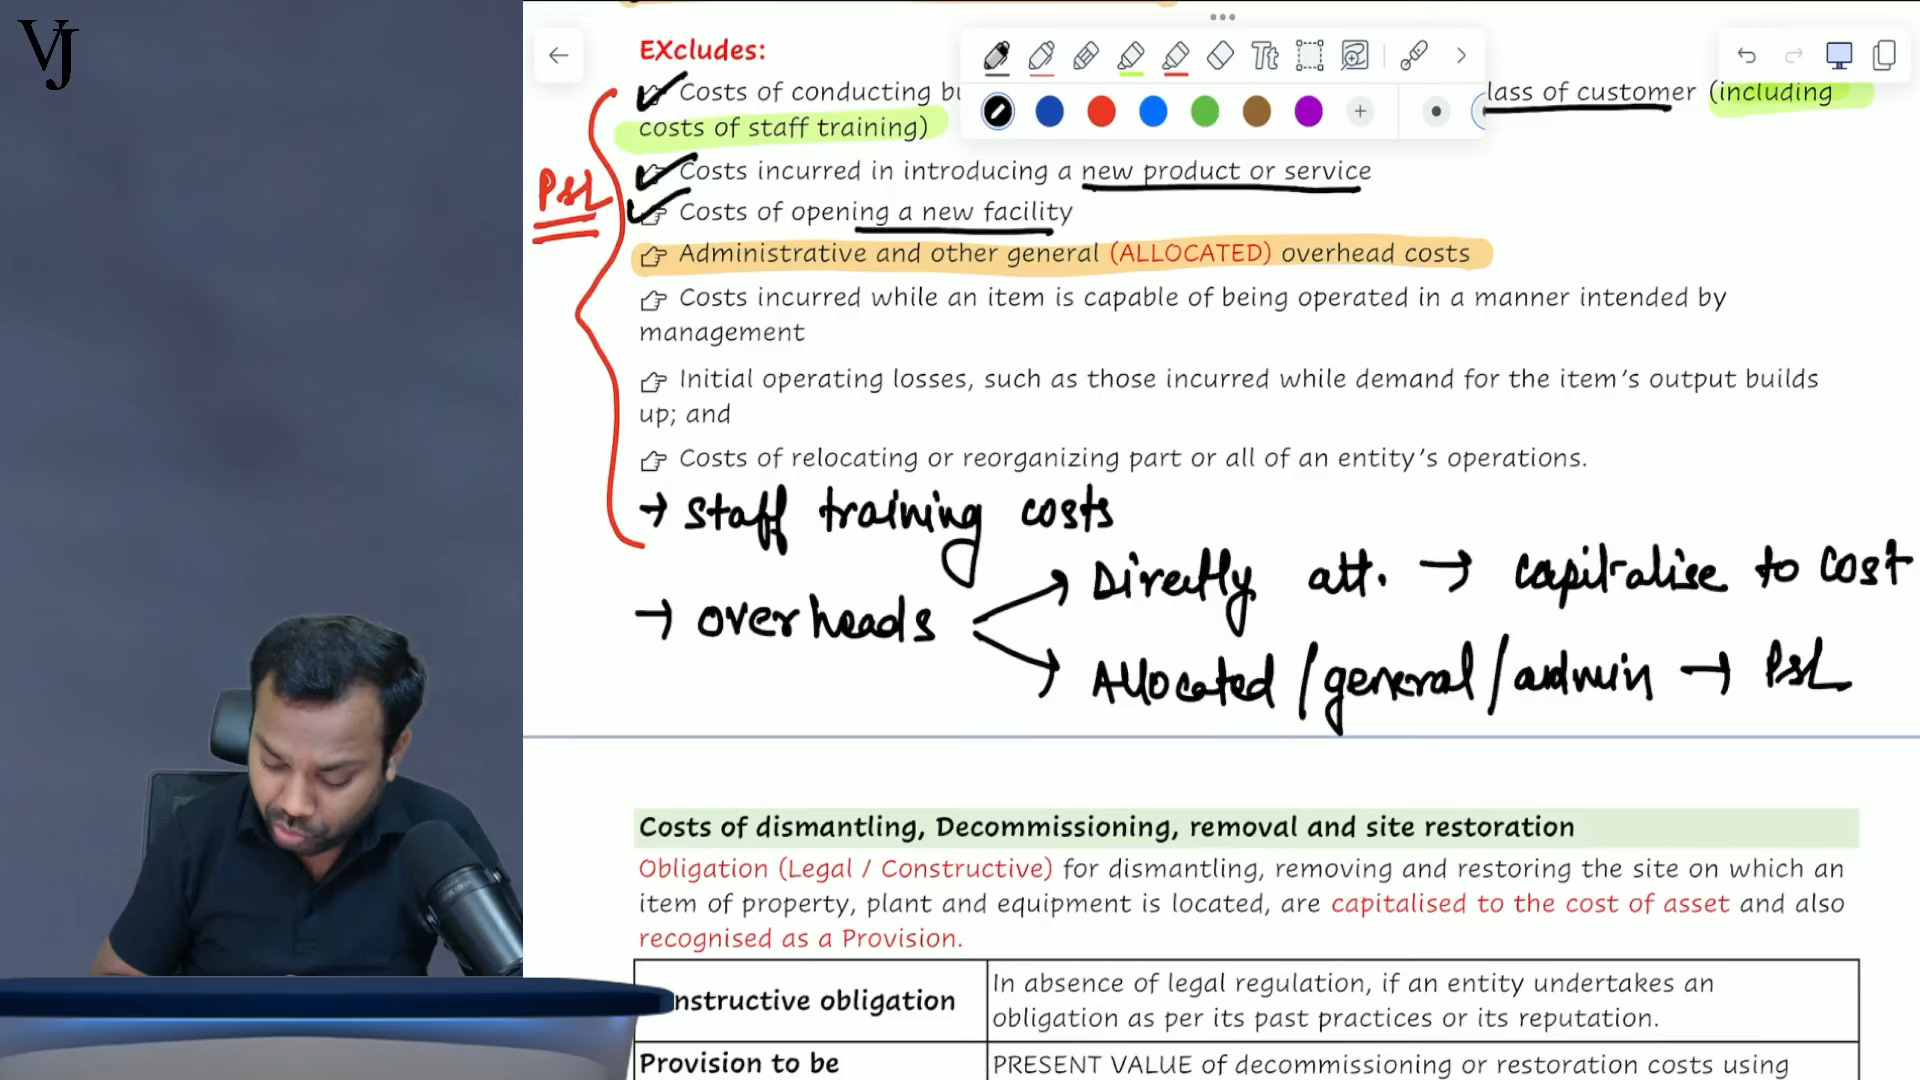 VJ
EXcludes:
Costs of conducting bu lass of customer (including
costs of staff training)
Costs incurred in introducing a new product or service
P&L
Costs of opening a new facility
Administrative and other general (ALLOCATED) overhead costs
Costs incurred while an item is capable of being operated in a manner intended by
management
Initial operating losses, such as those incurred while demand for the item's output builds
up; and
Costs of relocating or reorganizing part or all of an entity's operations.
→ staff training costs
→ overheads
Directly att. → capitalise to cost
Allocated / general / admin → P&L
Costs of dismantling, Decommissioning, removal and site restoration
Obligation (Legal / Constructive) for dismantling, removing and restoring the site on which an
item of property, plant and equipment is located, are capitalised to the cost of asset and also
recognised as a Provision.
nstructive obligation
In absence of legal regulation, if an entity undertakes an
obligation as per its past practices or its reputation.
Provision to be
PRESENT VALUE of decommissioning or restoration costs using